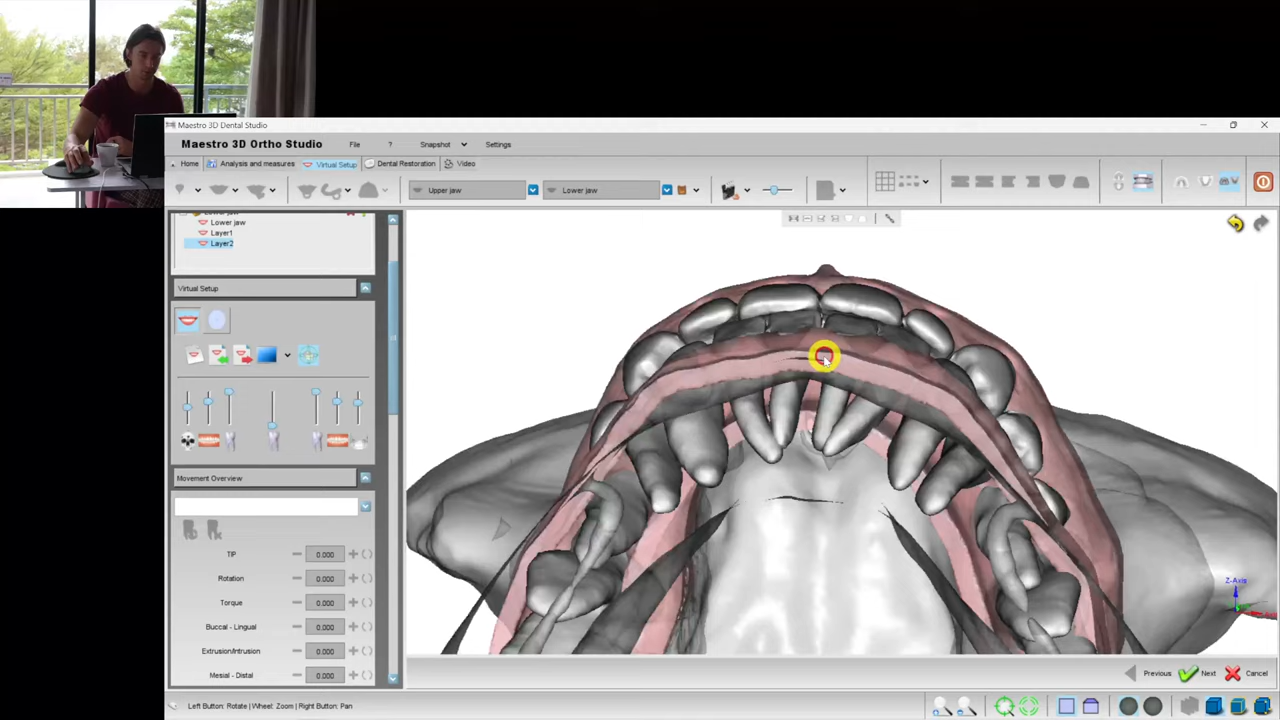 Maestro 3D Dental Studio
Maestro 3D Ortho Studio
File
?
Snapshot
Settings
Home
Analysis and measures
Virtual Setup
Dental Restoration
Video
Upper jaw
Lower jaw
Lower jaw
Layer1
Layer2
Virtual Setup
Movement Overview
TIP
0.000
Rotation
0.000
Torque
0.000
Buccal - Lingual
0.000
Extrusion/Intrusion
0.000
Mesial - Distal
0.000
Z-Axis
Previous
Next
Cancel
Left Button: Rotate | Wheel: Zoom | Right Button: Pan